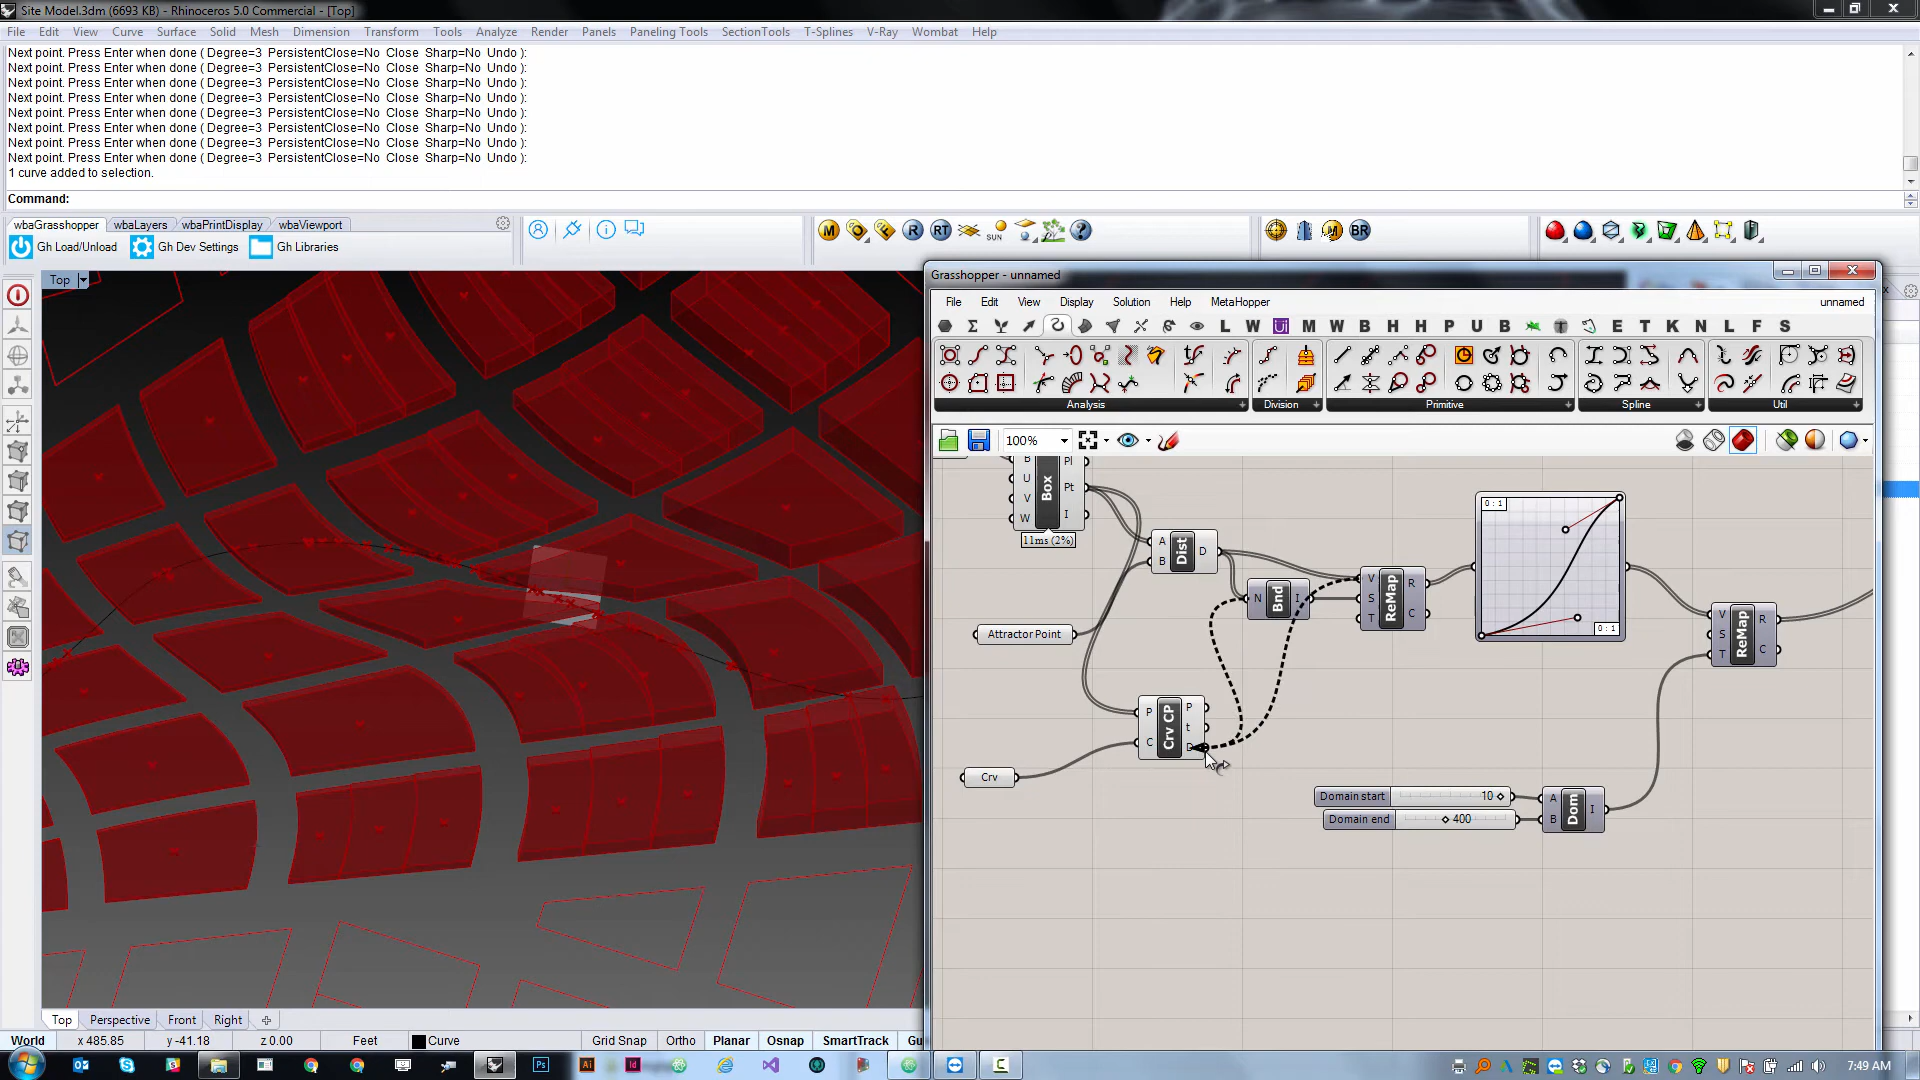 Site Model.3dm (6693 KB) - Rhinoceros 5.0 Commercial - [Top]
File Edit View Curve Surface Solid Mesh Dimension Transform Tools Analyze Render Panels Paneling Tools SectionTools T-Splines V-Ray Wombat Help
Next point. Press Enter when done ( Degree=3 PersistentClose=No Close Sharp=No Undo ):
Next point. Press Enter when done ( Degree=3 PersistentClose=No Close Sharp=No Undo ):
Next point. Press Enter when done ( Degree=3 PersistentClose=No Close Sharp=No Undo ):
Next point. Press Enter when done ( Degree=3 PersistentClose=No Close Sharp=No Undo ):
Next point. Press Enter when done ( Degree=3 PersistentClose=No Close Sharp=No Undo ):
Next point. Press Enter when done ( Degree=3 PersistentClose=No Close Sharp=No Undo ):
Next point. Press Enter when done ( Degree=3 PersistentClose=No Close Sharp=No Undo ):
Next point. Press Enter when done ( Degree=3 PersistentClose=No Close Sharp=No Undo ):
1 curve added to selection.
Command:
wbaGrasshopper wbaLayers wbaPrintDisplay wbaViewport
Gh Load/Unload Gh Dev Settings Gh Libraries
M R RT SUN M BR
Top
Grasshopper - unnamed
File Edit View Display Solution Help MetaHopper unnamed
L W Ui M W B H H P U B E T K N L F S
Analysis Division Primitive Spline Util
100%
B U V W Box Pl Pt I
11ms (2%)
A B Dist D
N Bnd I
V S T ReMap R C
0 : 1
0 : 1
V S T ReMap R C
Attractor Point
P C Crv CP P t D
Crv
Domain start 10
Domain end 400
A B Dom I
Top Perspective Front Right
World x 485.85 y -41.18 z 0.00 Feet Curve Grid Snap Ortho Planar Osnap SmartTrack Gu
7:49 AM